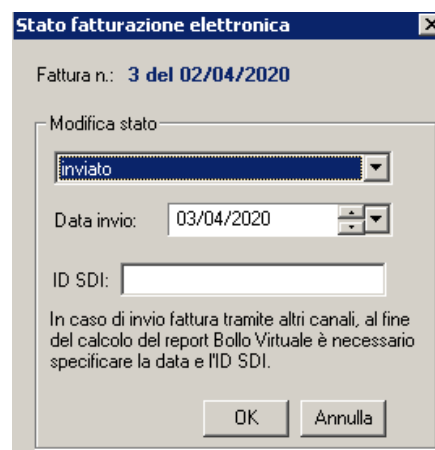 Stato fatturazione elettronica
Fattura n.: 3 del 02/04/2020
Modifica stato
inviato
Data invio: 03/04/2020
ID SDI:
In caso di invio fattura tramite altri canali, al fine
del calcolo del report Bollo Virtuale è necessario
specificare la data e l'ID SDI.
OK Annulla